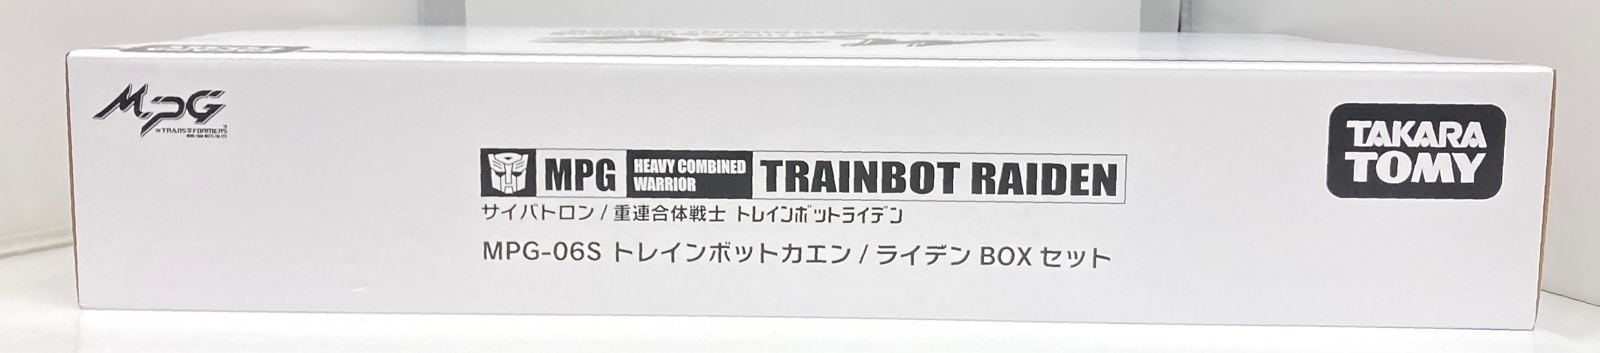 MPG
TRANSFORMERS
MPG HEAVY COMBINED WARRIOR TRAINBOT RAIDEN
サイバトロン / 重連合体戦士 トレインボットライデン
MPG-06S トレインボットカエン / ライデン BOX セット
TAKARA
TOMY